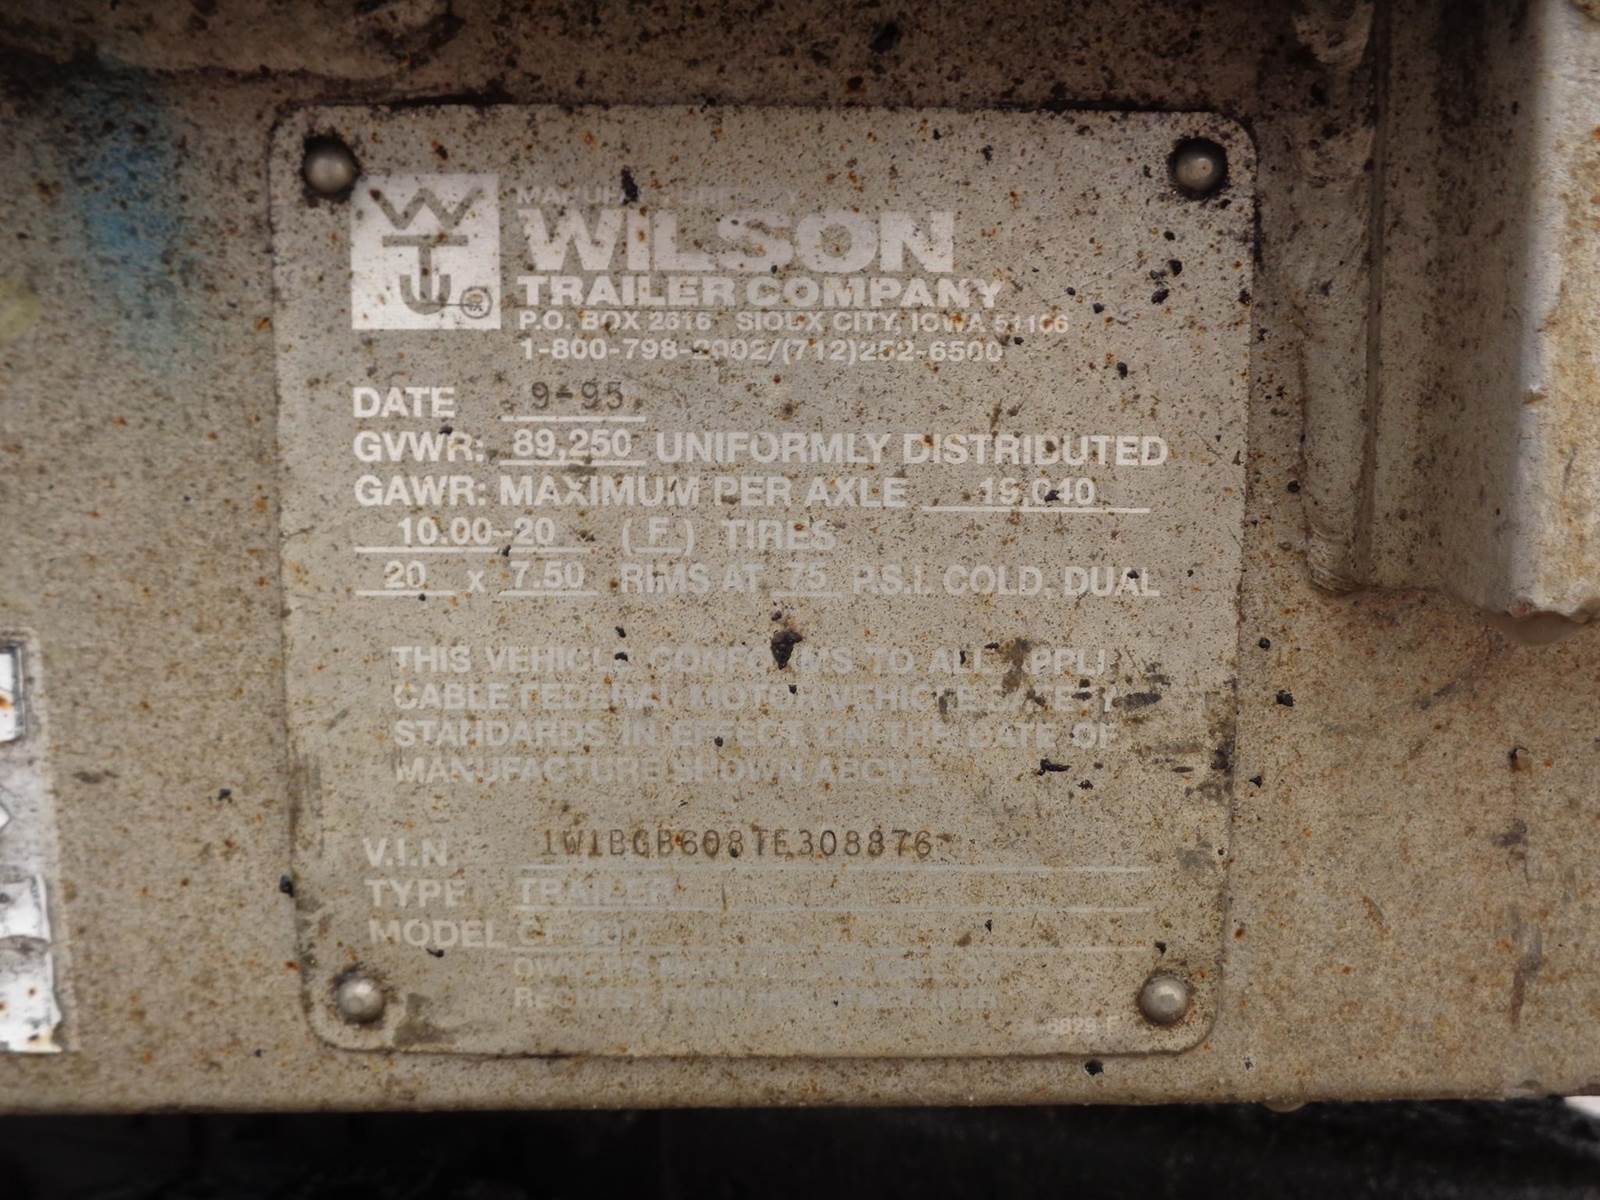 WILSON
TRAILER COMPANY
P.O. BOX 2616 SIOUX CITY, IOWA 51106
1-800-798-2002/(712)252-6500
DATE 9-95
GVWR: 89,250 UNIFORMLY DISTRIBUTED
GAWR: MAXIMUM PER AXLE 19,040
10.00-20 (F) TIRES
20 x 7.50 RIMS AT 75 P.S.I. COLD. DUAL
THIS VEHICLE CONFORMS TO ALL APPLI-
CABLE FEDERAL MOTOR VEHICLE SAFETY
STANDARDS IN EFFECT ON THE DATE OF
MANUFACTURE SHOWN ABOVE.
V.I.N. 1W1BGB608TE308876
TYPE TRAILER
MODEL
REQUEST FROM